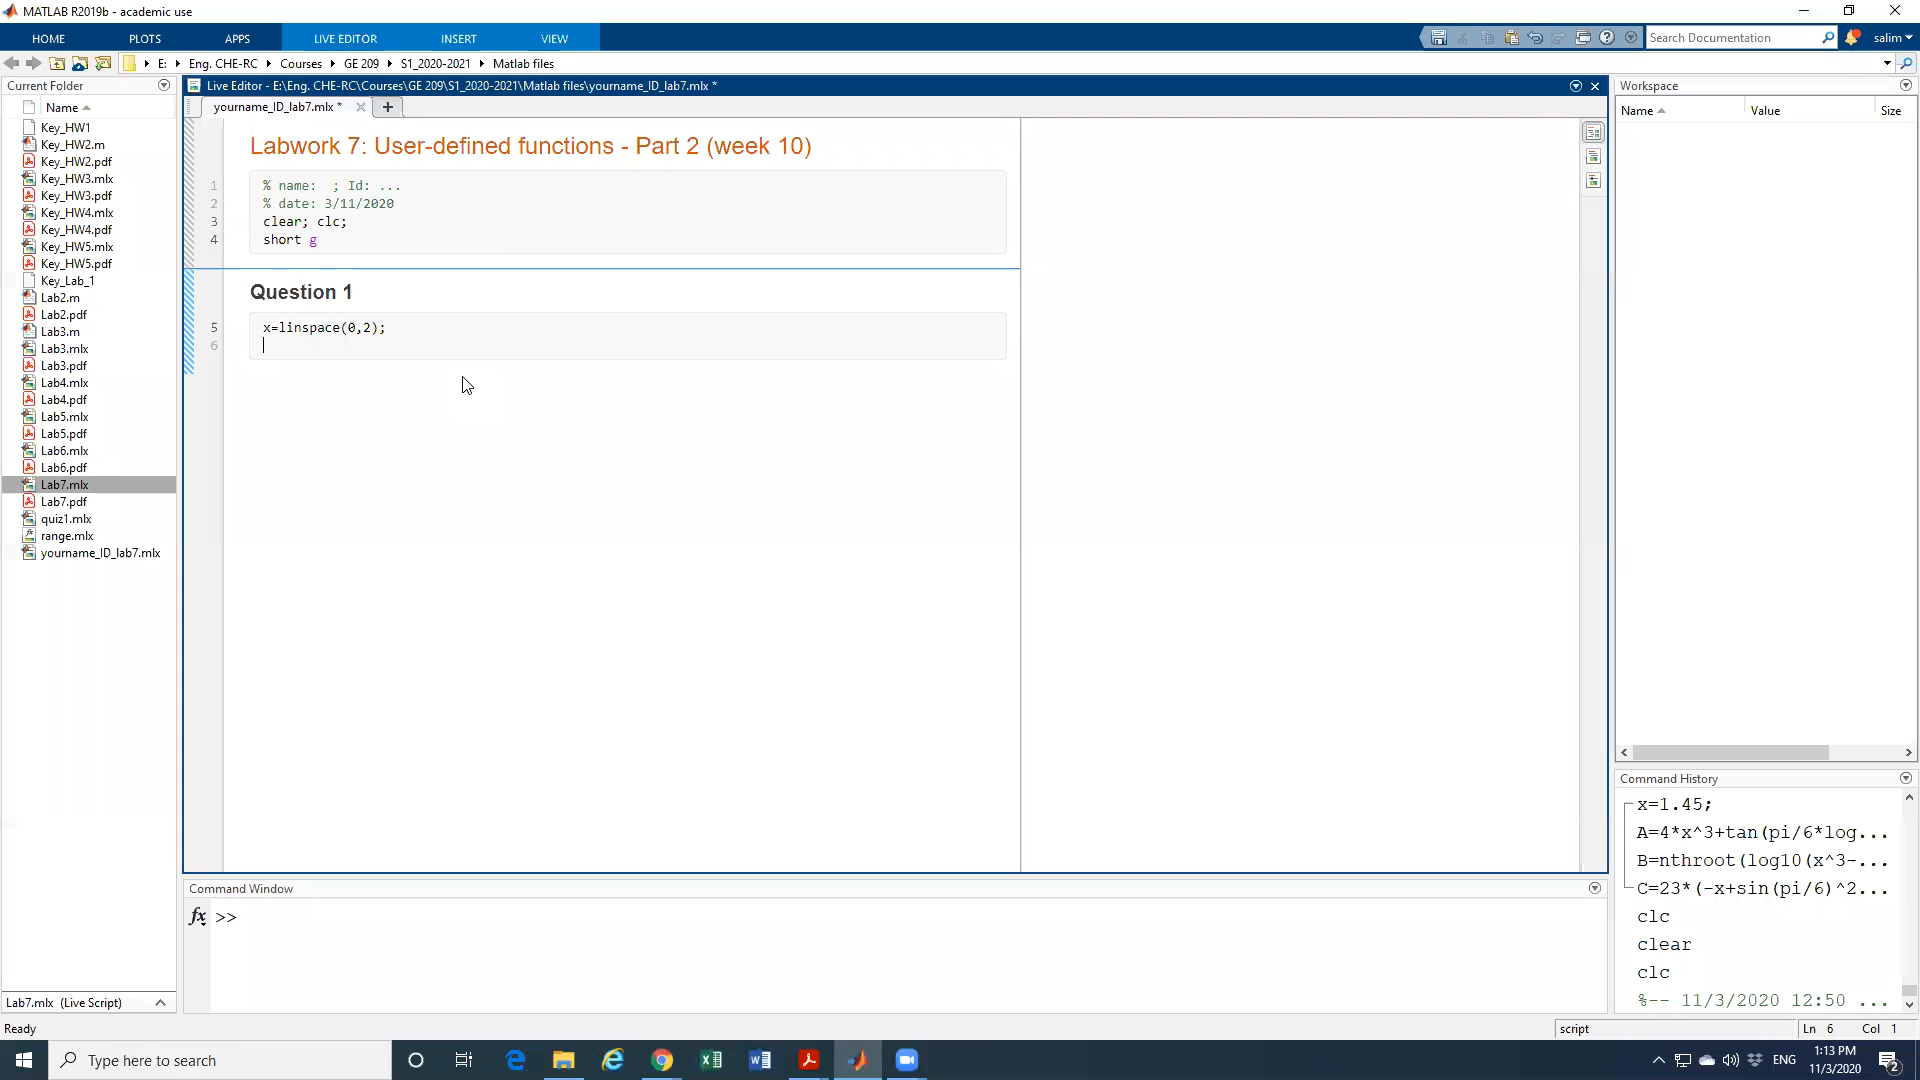 MATLAB R2019b - academic use
HOME PLOTS APPS LIVE EDITOR INSERT VIEW Search Documentation salim
E: Eng. CHE-RC Courses GE 209 S1_2020-2021 Matlab files
Current Folder
Name
Key_HW1
Key_HW2.m
Key_HW2.pdf
Key_HW3.mlx
Key_HW3.pdf
Key_HW4.mlx
Key_HW4.pdf
Key_HW5.mlx
Key_HW5.pdf
Key_Lab_1
Lab2.m
Lab2.pdf
Lab3.m
Lab3.mlx
Lab3.pdf
Lab4.mlx
Lab4.pdf
Lab5.mlx
Lab5.pdf
Lab6.mlx
Lab6.pdf
Lab7.mlx
Lab7.pdf
quiz1.mlx
range.mlx
yourname_ID_lab7.mlx
Lab7.mlx (Live Script)
Live Editor - E:\Eng. CHE-RC\Courses\GE 209\S1_2020-2021\Matlab files\yourname_ID_lab7.mlx *
yourname_ID_lab7.mlx *
Labwork 7: User-defined functions - Part 2 (week 10)
1 % name: ; Id: ...
2 % date: 3/11/2020
3 clear; clc;
4 short g
Question 1
5 x=linspace(0,2);
6
Command Window
fx >>
Workspace
Name Value Size
Command History
x=1.45;
A=4*x^3+tan(pi/6*log...
B=nthroot(log10(x^3-...
C=23*(-x+sin(pi/6)^2...
clc
clear
clc
%-- 11/3/2020 12:50 ...
Ready script Ln 6 Col 1
Type here to search
ENG
1:13 PM
11/3/2020
2